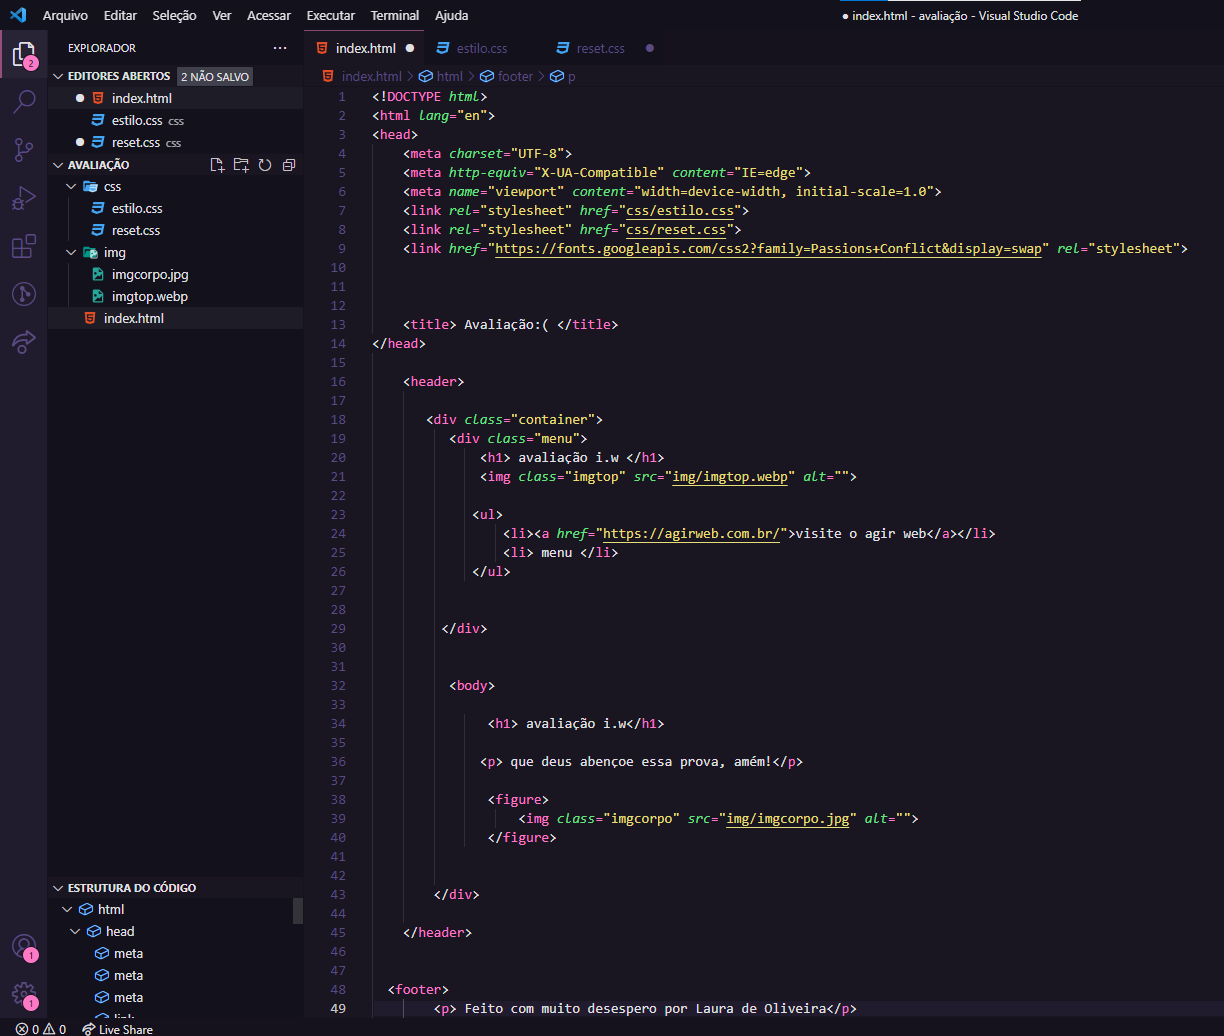 Arquivo Editar Seleção Ver Acessar Executar Terminal Ajuda
● index.html - avaliação - Visual Studio Code
EXPLORADOR ...
EDITORES ABERTOS 2 NÃO SALVO
index.html
estilo.css css
reset.css css
AVALIAÇÃO
css
estilo.css
reset.css
img
imgcorpo.jpg
imgtop.webp
index.html
ESTRUTURA DO CÓDIGO
html
head
meta
meta
meta
link
2
1
1
index.html estilo.css reset.css
index.html > html > footer > p
1 <!DOCTYPE html>
2 <html lang="en">
3 <head>
4 <meta charset="UTF-8">
5 <meta http-equiv="X-UA-Compatible" content="IE=edge">
6 <meta name="viewport" content="width=device-width, initial-scale=1.0">
7 <link rel="stylesheet" href="css/estilo.css">
8 <link rel="stylesheet" href="css/reset.css">
9 <link href="https://fonts.googleapis.com/css2?family=Passions+Conflict&display=swap" rel="stylesheet">
10
11
12
13 <title> Avaliação:( </title>
14 </head>
15
16 <header>
17
18 <div class="container">
19 <div class="menu">
20 <h1> avaliação i.w </h1>
21 <img class="imgtop" src="img/imgtop.webp" alt="">
22
23 <ul>
24 <li><a href="https://agirweb.com.br/">visite o agir web</a></li>
25 <li> menu </li>
26 </ul>
27
28
29 </div>
30
31
32 <body>
33
34 <h1> avaliação i.w</h1>
35
36 <p> que deus abençoe essa prova, amém!</p>
37
38 <figure>
39 <img class="imgcorpo" src="img/imgcorpo.jpg" alt="">
40 </figure>
41
42
43 </div>
44
45 </header>
46
47
48 <footer>
49 <p> Feito com muito desespero por Laura de Oliveira</p>
0 0 Live Share